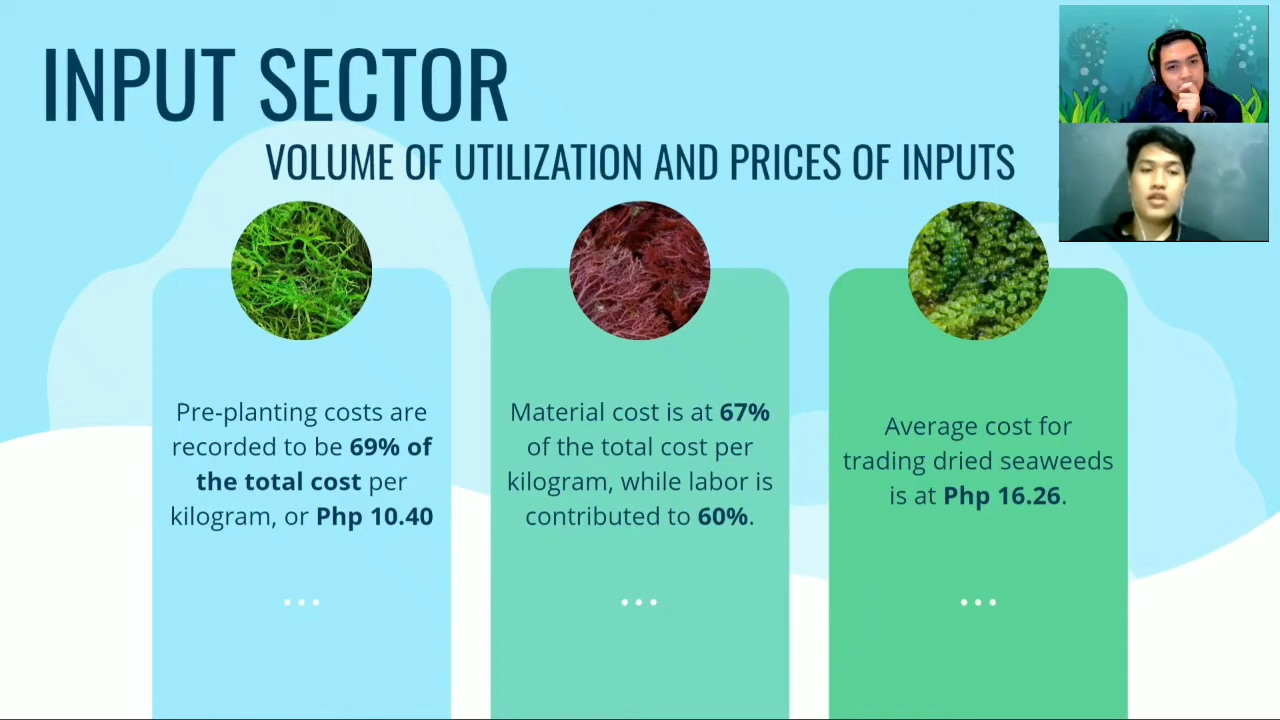 INPUT SECTOR
VOLUME OF UTILIZATION AND PRICES OF INPUTS
Pre-planting costs are
recorded to be 69% of
the total cost per
kilogram, or Php 10.40
Material cost is at 67%
of the total cost per
kilogram, while labor is
contributed to 60%.
Average cost for
trading dried seaweeds
is at Php 16.26.